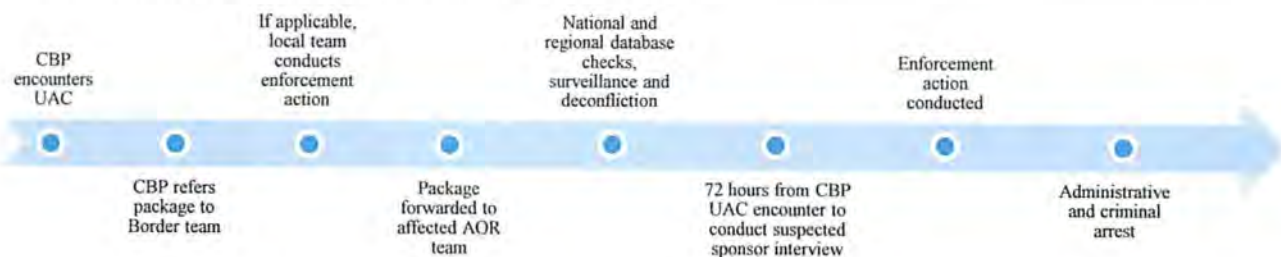 CBP
encounters
UAC
CBP refers
package to
Border team
If applicable,
local team
conducts
enforcement
action
Package
forwarded to
affected AOR
team
National and
regional database
checks,
surveillance and
deconfliction
72 hours from CBP
UAC encounter to
conduct suspected
sponsor interview
Enforcement
action
conducted
Administrative
and criminal
arrest